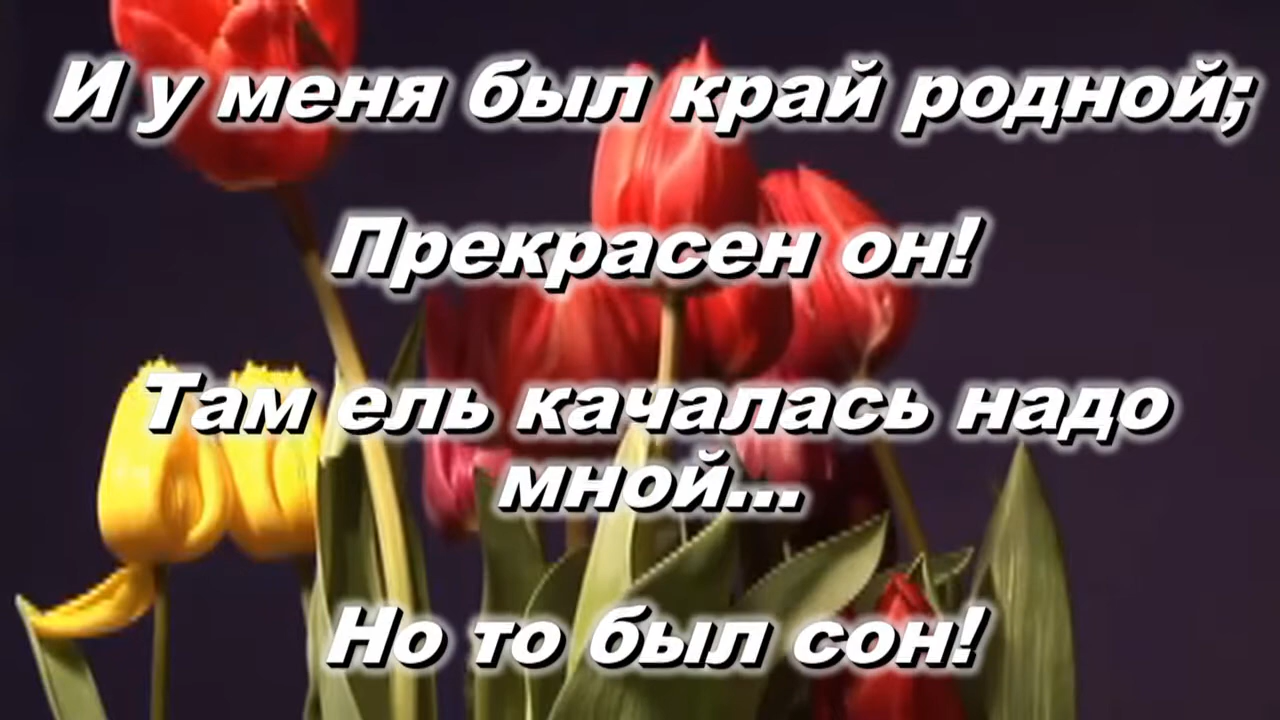 И у меня был край родной;
Прекрасен он!
Там ель качалась надо
мной...
Но то был сон!